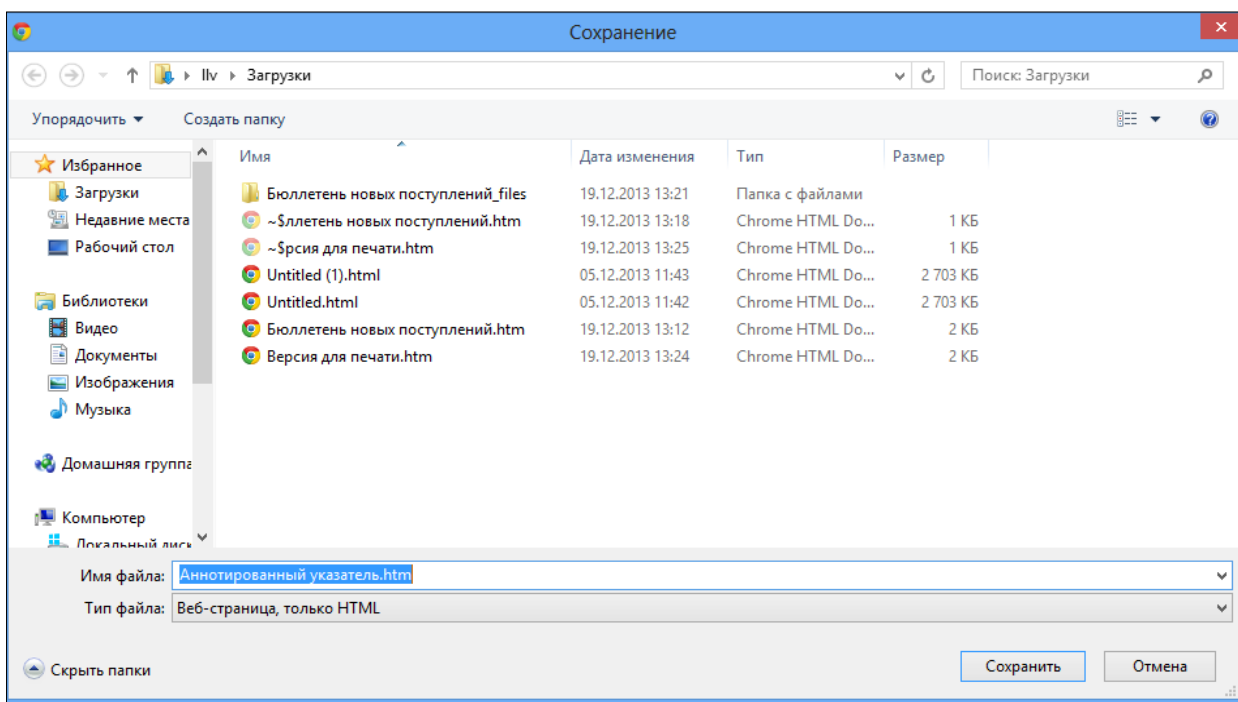 Сохранение
llv Загрузки
Поиск: Загрузки
Упорядочить Создать папку
Имя Дата изменения Тип Размер
Избранное
Загрузки
Недавние места
Рабочий стол
Библиотеки
Видео
Документы
Изображения
Музыка
Домашняя группа
Компьютер
Локальный диск
Бюллетень новых поступлений_files 19.12.2013 13:21 Папка с файлами
~$ллетень новых поступлений.htm 19.12.2013 13:18 Chrome HTML Do... 1 КБ
~$рсия для печати.htm 19.12.2013 13:25 Chrome HTML Do... 1 КБ
Untitled (1).html 05.12.2013 11:43 Chrome HTML Do... 2 703 КБ
Untitled.html 05.12.2013 11:42 Chrome HTML Do... 2 703 КБ
Бюллетень новых поступлений.htm 19.12.2013 13:12 Chrome HTML Do... 2 КБ
Версия для печати.htm 19.12.2013 13:24 Chrome HTML Do... 2 КБ
Имя файла: Аннотированный указатель.htm
Тип файла: Веб-страница, только HTML
Скрыть папки
Сохранить Отмена